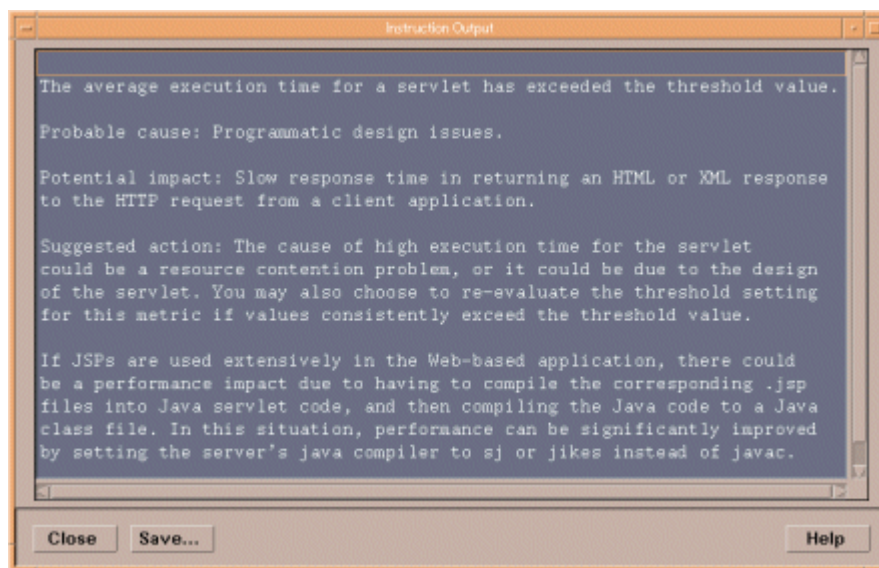 Instruction Output
The average execution time for a servlet has exceeded the threshold value.
Probable cause: Programmatic design issues.
Potential impact: Slow response time in returning an HTML or XML response
to the HTTP request from a client application.
Suggested action: The cause of high execution time for the servlet
could be a resource contention problem, or it could be due to the design
of the servlet. You may also choose to re-evaluate the threshold setting
for this metric if values consistently exceed the threshold value.
If JSPs are used extensively in the Web-based application, there could
be a performance impact due to having to compile the corresponding .jsp
files into Java servlet code, and then compiling the Java code to a Java
class file. In this situation, performance can be significantly improved
by setting the server's java compiler to sj or jikes instead of javac.
Close Save... Help